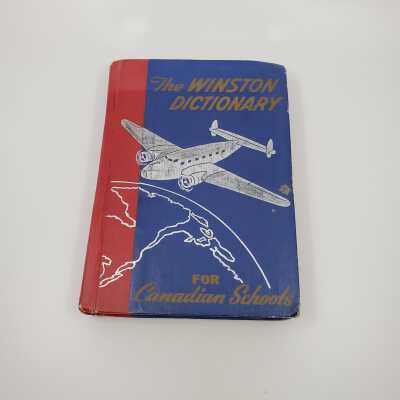 The WINSTON
DICTIONARY
FOR
Canadian Schools